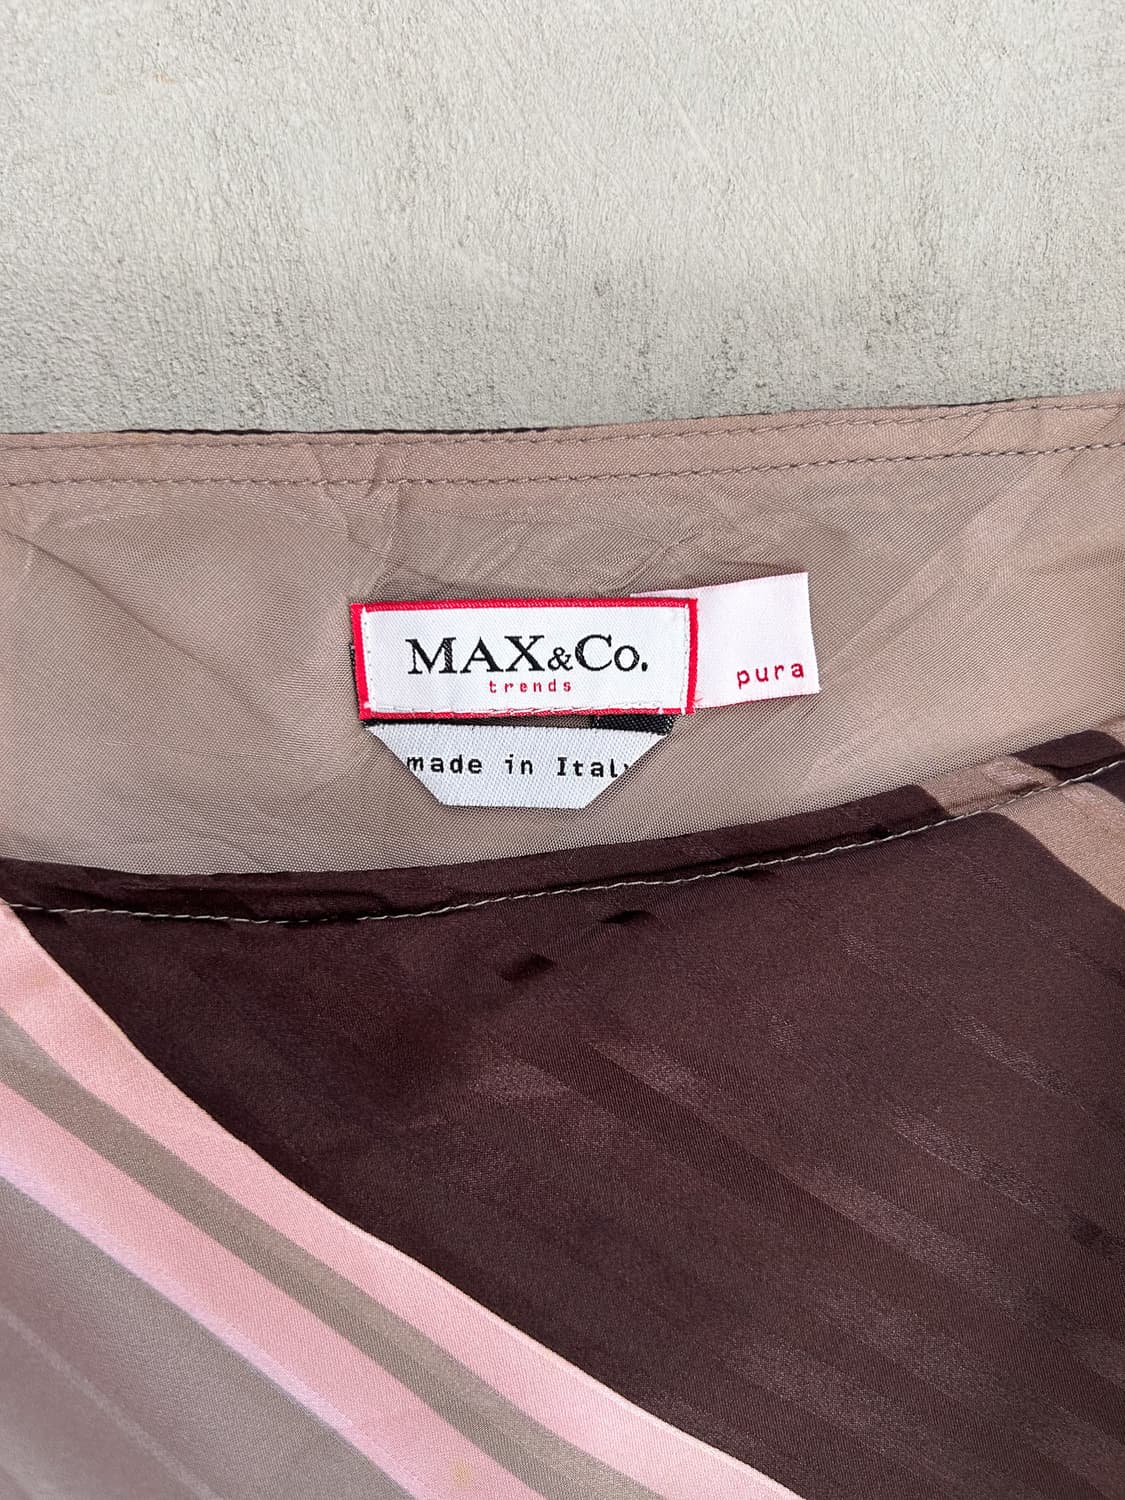 MAX&Co.
trends
pura
made in Italy